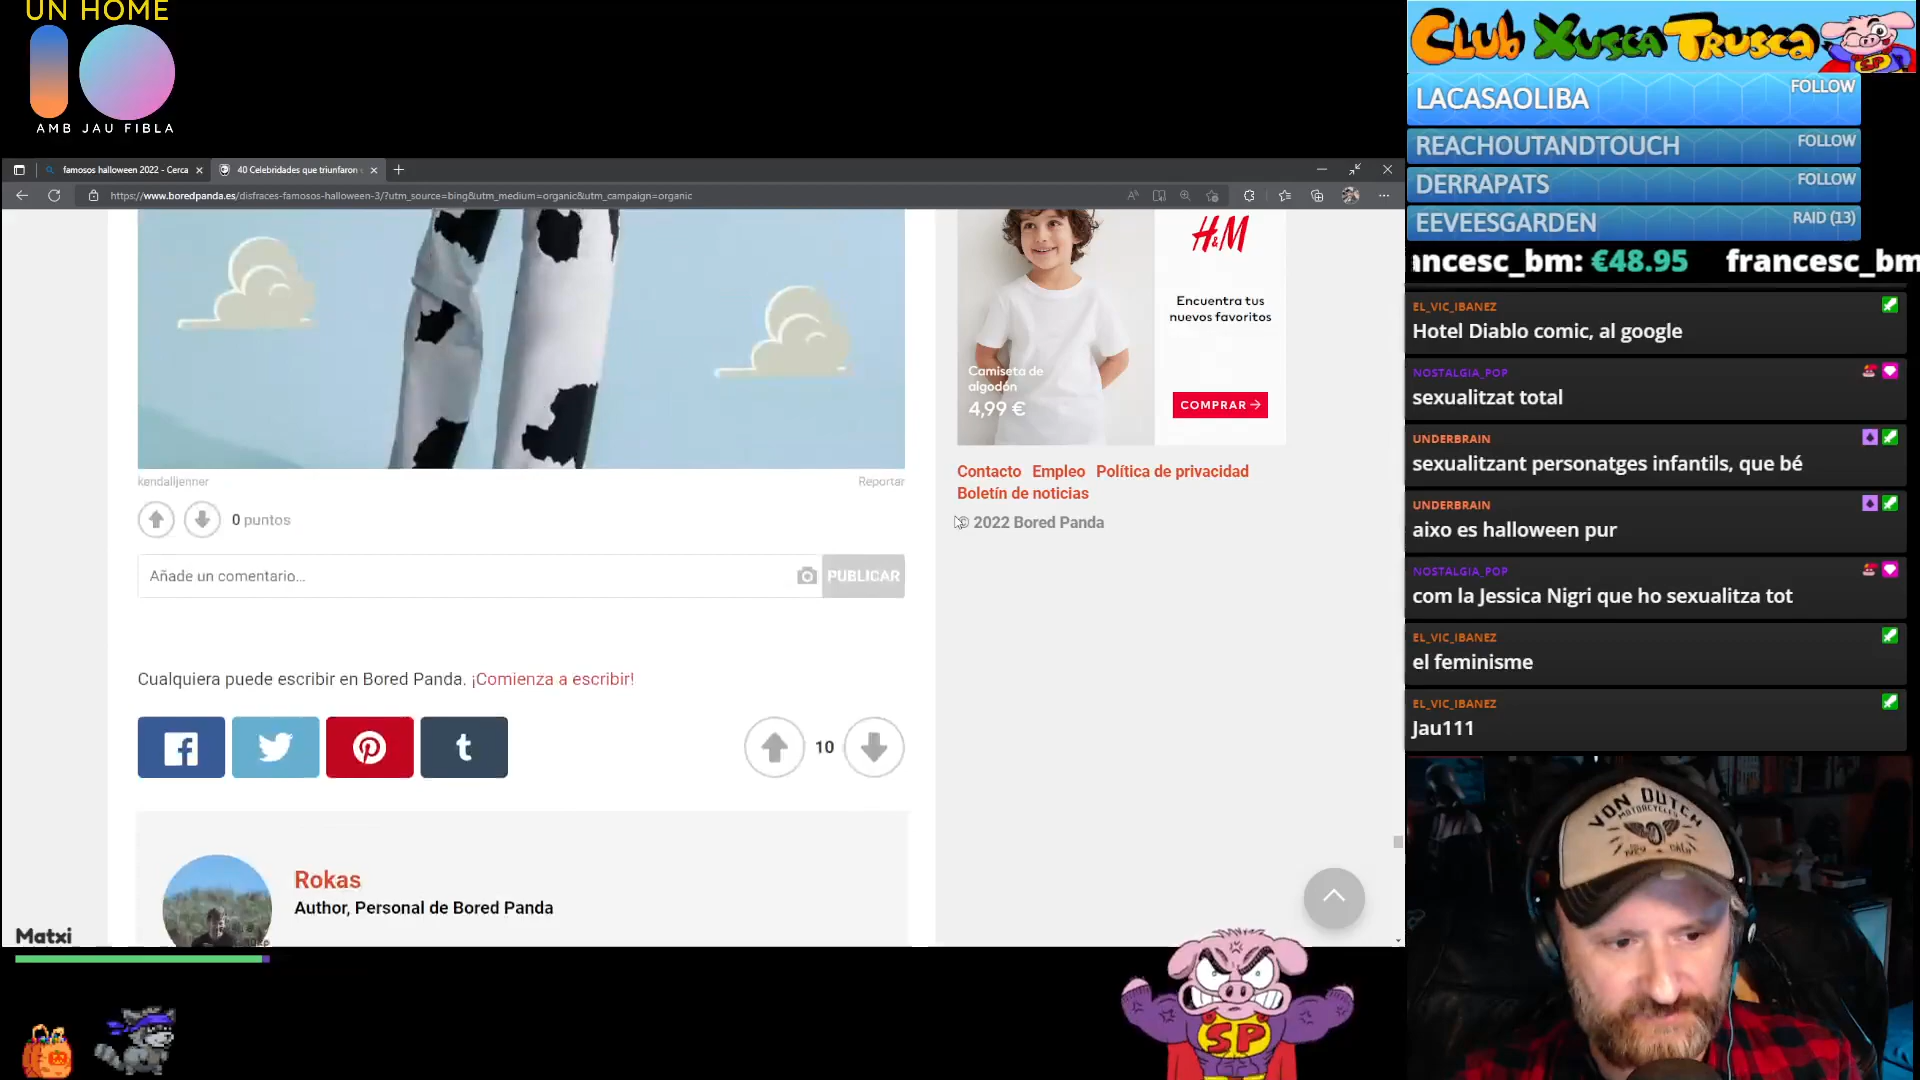 UN HOME
AMB JAU FIBLA
famosos halloween 2022 - Cerca
40 Celebridades que triunfaron
https://www.boredpanda.es/disfraces-famosos-halloween-3/?utm_source=bing&utm_medium=organic&utm_campaign=organic
kendalljenner
Reportar
0 puntos
Añade un comentario...
PUBLICAR
Cualquiera puede escribir en Bored Panda. ¡Comienza a escribir!
10
Rokas
Author, Personal de Bored Panda
Matxi
H&M
Encuentra tus
nuevos favoritos
Camiseta de
algodón
4,99 €
COMPRAR
Contacto Empleo Política de privacidad
Boletín de noticias
© 2022 Bored Panda
SP
CLUB XUSCA TRUSCA
SP
LACASAOLIBA FOLLOW
REACHOUTANDTOUCH FOLLOW
DERRAPATS FOLLOW
EEVEESGARDEN RAID (13)
ancesc_bm: €48.95 francesc_bm
EL_VIC_IBANEZ
Hotel Diablo comic, al google
NOSTALGIA_POP
sexualitzat total
UNDERBRAIN
sexualitzant personatges infantils, que bé
UNDERBRAIN
aixo es halloween pur
NOSTALGIA_POP
com la Jessica Nigri que ho sexualitza tot
EL_VIC_IBANEZ
el feminisme
EL_VIC_IBANEZ
Jau111
VON DUTCH
MOTORCYCLES